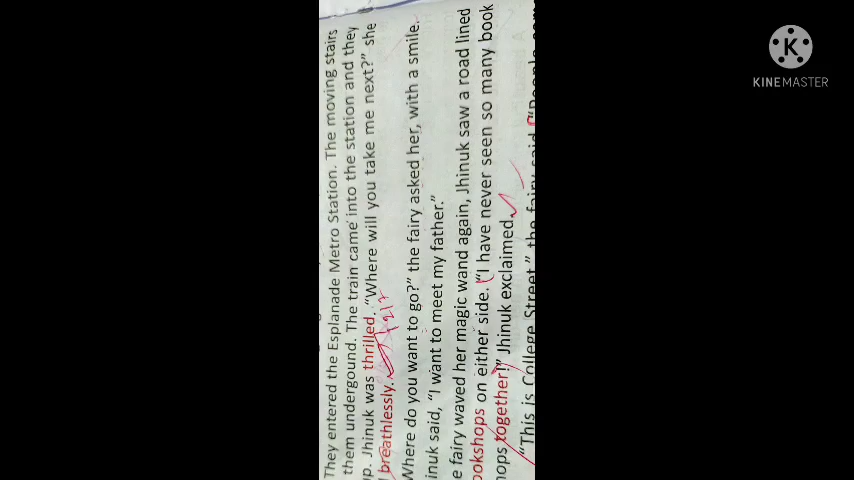 They entered the Esplanade Metro Station. The moving stairs
them undergound. The train came into the station and they
up. Jhinuk was thrilled. "Where will you take me next?" she
breathlessly.
Where do you want to go?" the fairy asked her, with a smile.
inuk said, "I want to meet my father."
e fairy waved her magic wand again, Jhinuk saw a road lined
ookshops on either side. "I have never seen so many book
hops together!" Jhinuk exclaimed.
"This is College Street," the fairy said. "People
K
KINEMASTER